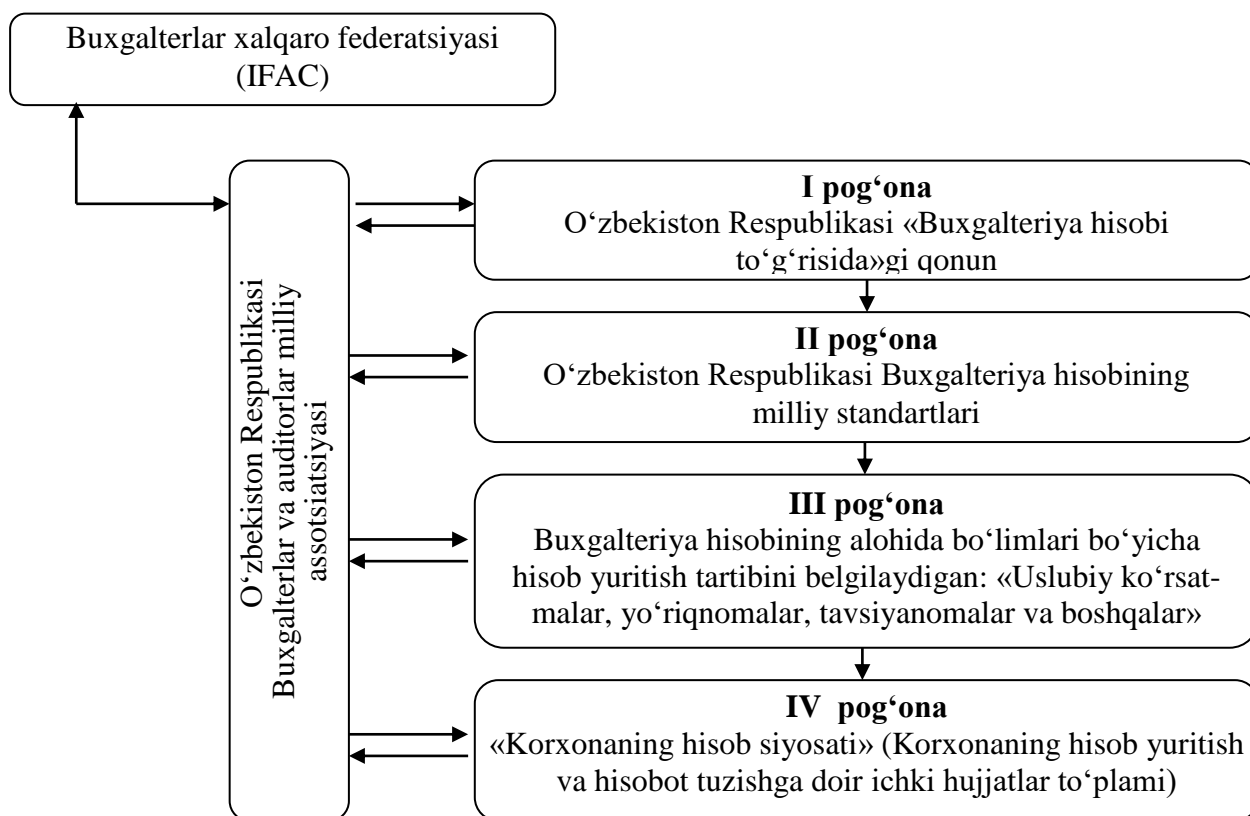 Buxgalterlar xalqaro federatsiyasi
(IFAC)
O‘zbekiston Respublikasi
Buxgalterlar va auditorlar milliy
assotsiatsiyasi
I pog‘ona
O‘zbekiston Respublikasi «Buxgalteriya hisobi
to‘g‘risida»gi qonun
II pog‘ona
O‘zbekiston Respublikasi Buxgalteriya hisobining
milliy standartlari
III pog‘ona
Buxgalteriya hisobining alohida bo‘limlari bo‘yicha
hisob yuritish tartibini belgilaydigan: «Uslubiy ko‘rsat-
malar, yo‘riqnomalar, tavsiyanomalar va boshqalar»
IV pog‘ona
«Korxonaning hisob siyosati» (Korxonaning hisob yuritish
va hisobot tuzishga doir ichki hujjatlar to‘plami)